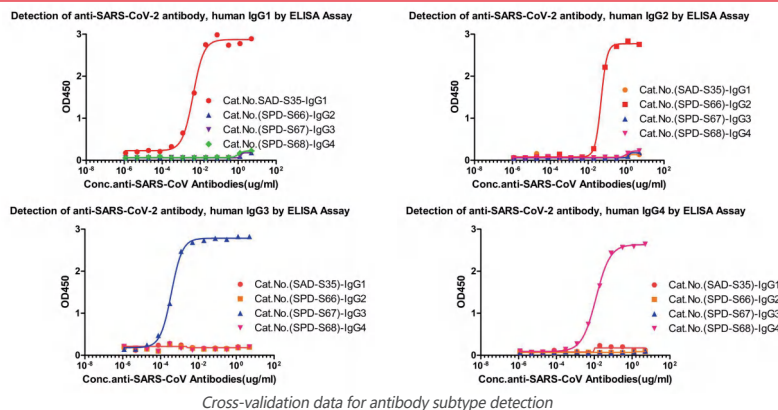 Detection of anti-SARS-CoV-2 antibody, human IgG1 by ELISA Assay
3
2
1
0
OD450
10-8 10-6 10-4 10-2 100 102
Conc.anti-SARS-CoV Antibodies(ug/ml)
Cat.No.SAD-S35)-IgG1
Cat.No.(SPD-S66)-IgG2
Cat.No.(SPD-S67)-IgG3
Cat.No.(SPD-S68)-IgG4
Detection of anti-SARS-CoV-2 antibody, human IgG2 by ELISA Assay
3
2
1
0
OD450
10-8 10-6 10-4 10-2 100 102
Conc.anti-SARS-CoV Antibodies(ug/ml)
Cat.No.(SAD-S35)-IgG1
Cat.No.(SPD-S66)-IgG2
Cat.No.(SPD-S67)-IgG3
Cat.No.(SPD-S68)-IgG4
Detection of anti-SARS-CoV-2 antibody, human IgG3 by ELISA Assay
3
2
1
0
OD450
10-8 10-6 10-4 10-2 100 102
Conc.anti-SARS-CoV Antibodies(ug/ml)
Cat.No.(SAD-S35)-IgG1
Cat.No.(SPD-S66)-IgG2
Cat.No.(SPD-S67)-IgG3
Cat.No.(SPD-S68)-IgG4
Detection of anti-SARS-CoV-2 antibody, human IgG4 by ELISA Assay
3
2
1
0
OD450
10-8 10-6 10-4 10-2 100 102
Conc.anti-SARS-CoV Antibodies(ug/ml)
Cat.No.(SAD-S35)-IgG1
Cat.No.(SPD-S66)-IgG2
Cat.No.(SPD-S67)-IgG3
Cat.No.(SPD-S68)-IgG4
Cross-validation data for antibody subtype detection